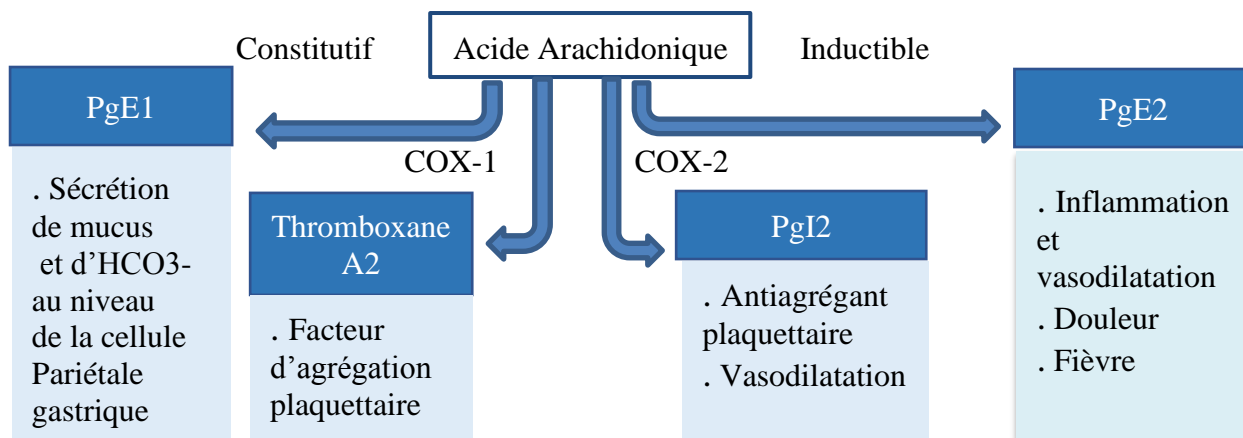 Constitutif
Acide Arachidonique
Inductible
PgE1
. Sécrétion
de mucus
et d’HCO3-
au niveau
de la cellule
Pariétale
gastrique
COX-1
COX-2
Thromboxane
A2
. Facteur
d’agrégation
plaquettaire
PgI2
. Antiagrégant
plaquettaire
. Vasodilatation
PgE2
. Inflammation
et
vasodilatation
. Douleur
. Fièvre